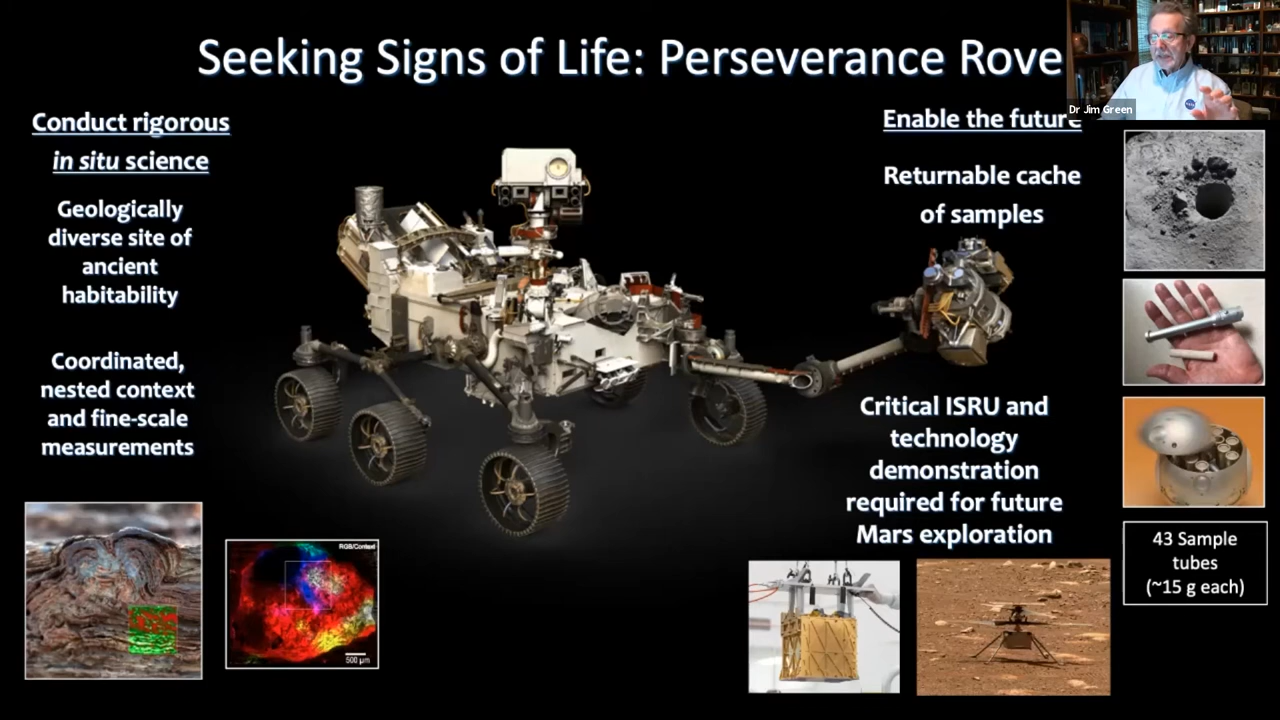 Seeking Signs of Life: Perseverance Rove
Dr Jim Green
Conduct rigorous
in situ science
Geologically
diverse site of
ancient
habitability
Coordinated,
nested context
and fine-scale
measurements
Enable the future
Returnable cache
of samples
Critical ISRU and
technology
demonstration
required for future
Mars exploration
43 Sample
tubes
(~15 g each)
RGB/Context
500 µm
NASA